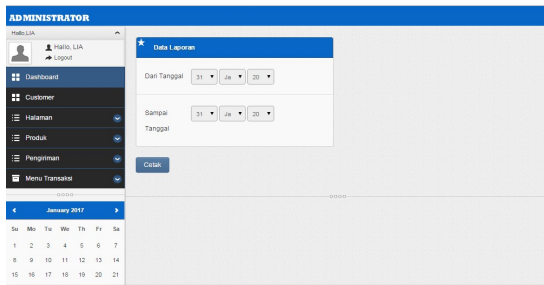 ADMINISTRATOR
Hallo,LIA
Hallo, LIA
Logout
Dashboard
Customer
Halaman
Produk
Pengiriman
Menu Transaksi
January 2017
Su Mo Tu We Th Fr Sa
1 2 3 4 5 6 7
8 9 10 11 12 13 14
15 16 17 18 19 20 21
Data Laporan
Dari Tanggal 31 Ja 20
Sampai Tanggal 31 Ja 20
Cetak